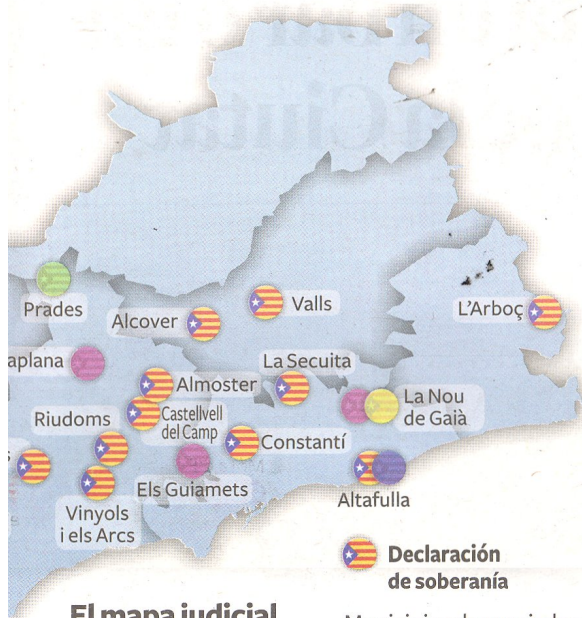 Prades
Alcover
Valls
L'Arboç
aplana
Almoster
La Secuita
Riudoms
Castellvell
del Camp
La Nou
de Gaià
Constantí
s
Els Guiamets
Vinyols
i els Arcs
Altafulla
Declaración
de soberanía
El mapa judicial